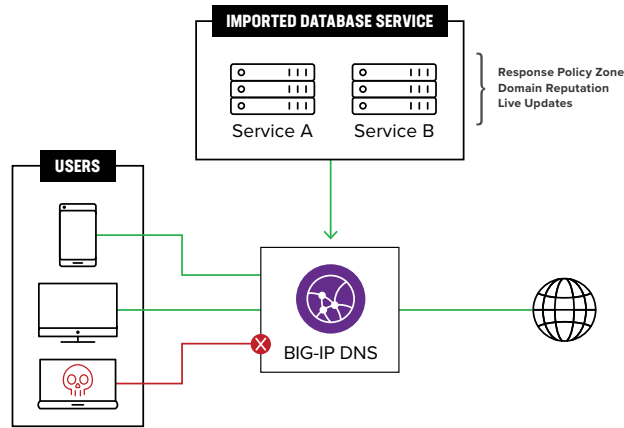 IMPORTED DATABASE SERVICE
Service A
Service B
Response Policy Zone
Domain Reputation
Live Updates
USERS
X
BIG-IP DNS